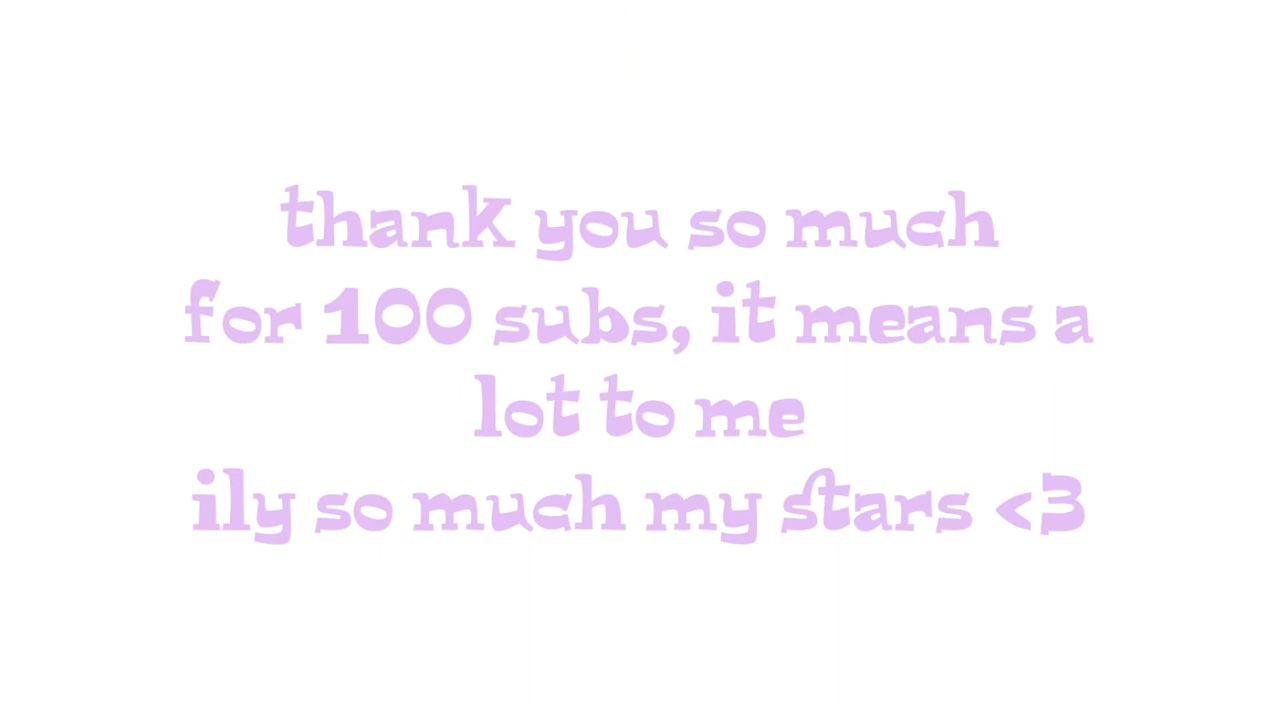 thank you so much
for 100 subs, it means a
lot to me
ily so much my stars <3